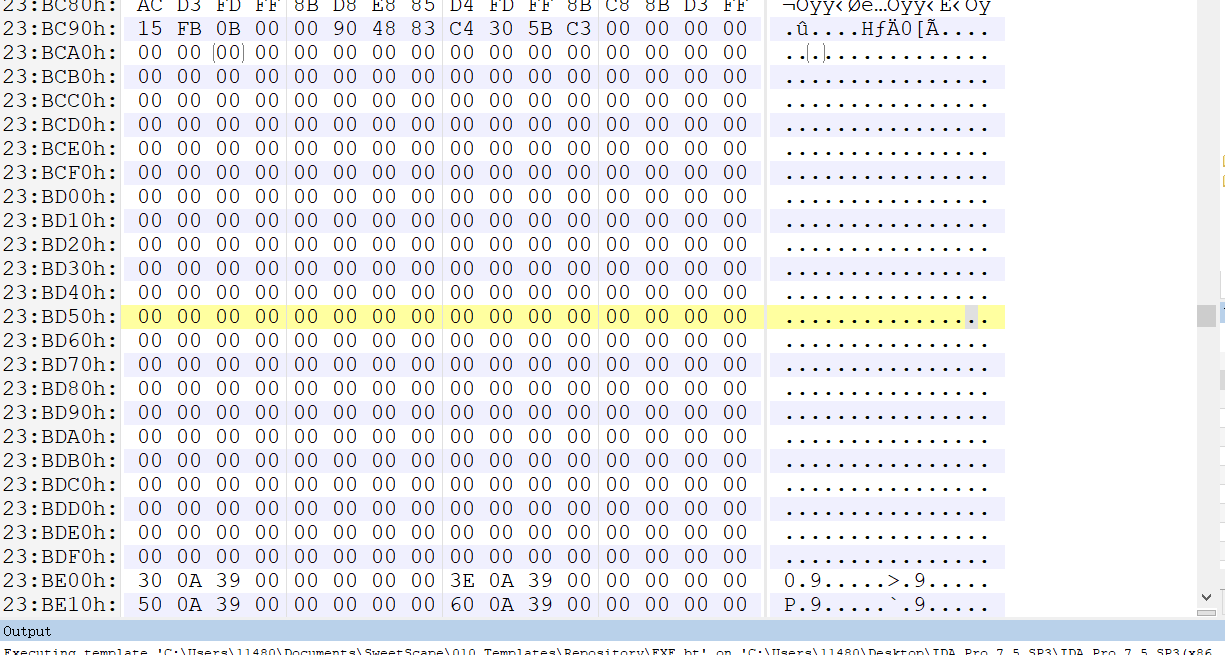 23:BC80h: AC D3 FD FF 8B D8 E8 85 D4 FD FF 8B C8 8B D3 FF ¬Óýÿ‹Øè…Ôýÿ‹È‹Óÿ
23:BC90h: 15 FB 0B 00 00 90 48 83 C4 30 5B C3 00 00 00 00 .û....HƒÄ0[Ã....
23:BCA0h: 00 00 00 00 00 00 00 00 00 00 00 00 00 00 00 00 ................
23:BCB0h: 00 00 00 00 00 00 00 00 00 00 00 00 00 00 00 00 ................
23:BCC0h: 00 00 00 00 00 00 00 00 00 00 00 00 00 00 00 00 ................
23:BCD0h: 00 00 00 00 00 00 00 00 00 00 00 00 00 00 00 00 ................
23:BCE0h: 00 00 00 00 00 00 00 00 00 00 00 00 00 00 00 00 ................
23:BCF0h: 00 00 00 00 00 00 00 00 00 00 00 00 00 00 00 00 ................
23:BD00h: 00 00 00 00 00 00 00 00 00 00 00 00 00 00 00 00 ................
23:BD10h: 00 00 00 00 00 00 00 00 00 00 00 00 00 00 00 00 ................
23:BD20h: 00 00 00 00 00 00 00 00 00 00 00 00 00 00 00 00 ................
23:BD30h: 00 00 00 00 00 00 00 00 00 00 00 00 00 00 00 00 ................
23:BD40h: 00 00 00 00 00 00 00 00 00 00 00 00 00 00 00 00 ................
23:BD50h: 00 00 00 00 00 00 00 00 00 00 00 00 00 00 00 00 ................
23:BD60h: 00 00 00 00 00 00 00 00 00 00 00 00 00 00 00 00 ................
23:BD70h: 00 00 00 00 00 00 00 00 00 00 00 00 00 00 00 00 ................
23:BD80h: 00 00 00 00 00 00 00 00 00 00 00 00 00 00 00 00 ................
23:BD90h: 00 00 00 00 00 00 00 00 00 00 00 00 00 00 00 00 ................
23:BDA0h: 00 00 00 00 00 00 00 00 00 00 00 00 00 00 00 00 ................
23:BDB0h: 00 00 00 00 00 00 00 00 00 00 00 00 00 00 00 00 ................
23:BDC0h: 00 00 00 00 00 00 00 00 00 00 00 00 00 00 00 00 ................
23:BDD0h: 00 00 00 00 00 00 00 00 00 00 00 00 00 00 00 00 ................
23:BDE0h: 00 00 00 00 00 00 00 00 00 00 00 00 00 00 00 00 ................
23:BDF0h: 00 00 00 00 00 00 00 00 00 00 00 00 00 00 00 00 ................
23:BE00h: 30 0A 39 00 00 00 00 00 3E 0A 39 00 00 00 00 00 0.9.....>.9.....
23:BE10h: 50 0A 39 00 00 00 00 00 60 0A 39 00 00 00 00 00 P.9.....`.9.....
Output
Executing template 'C:\Users\11480\Documents\SweetScape\010 Templates\Repository\EXE.bt' on 'C:\Users\11480\Desktop\IDA Pro 7.5 SP3\IDA Pro 7.5 SP3(x86